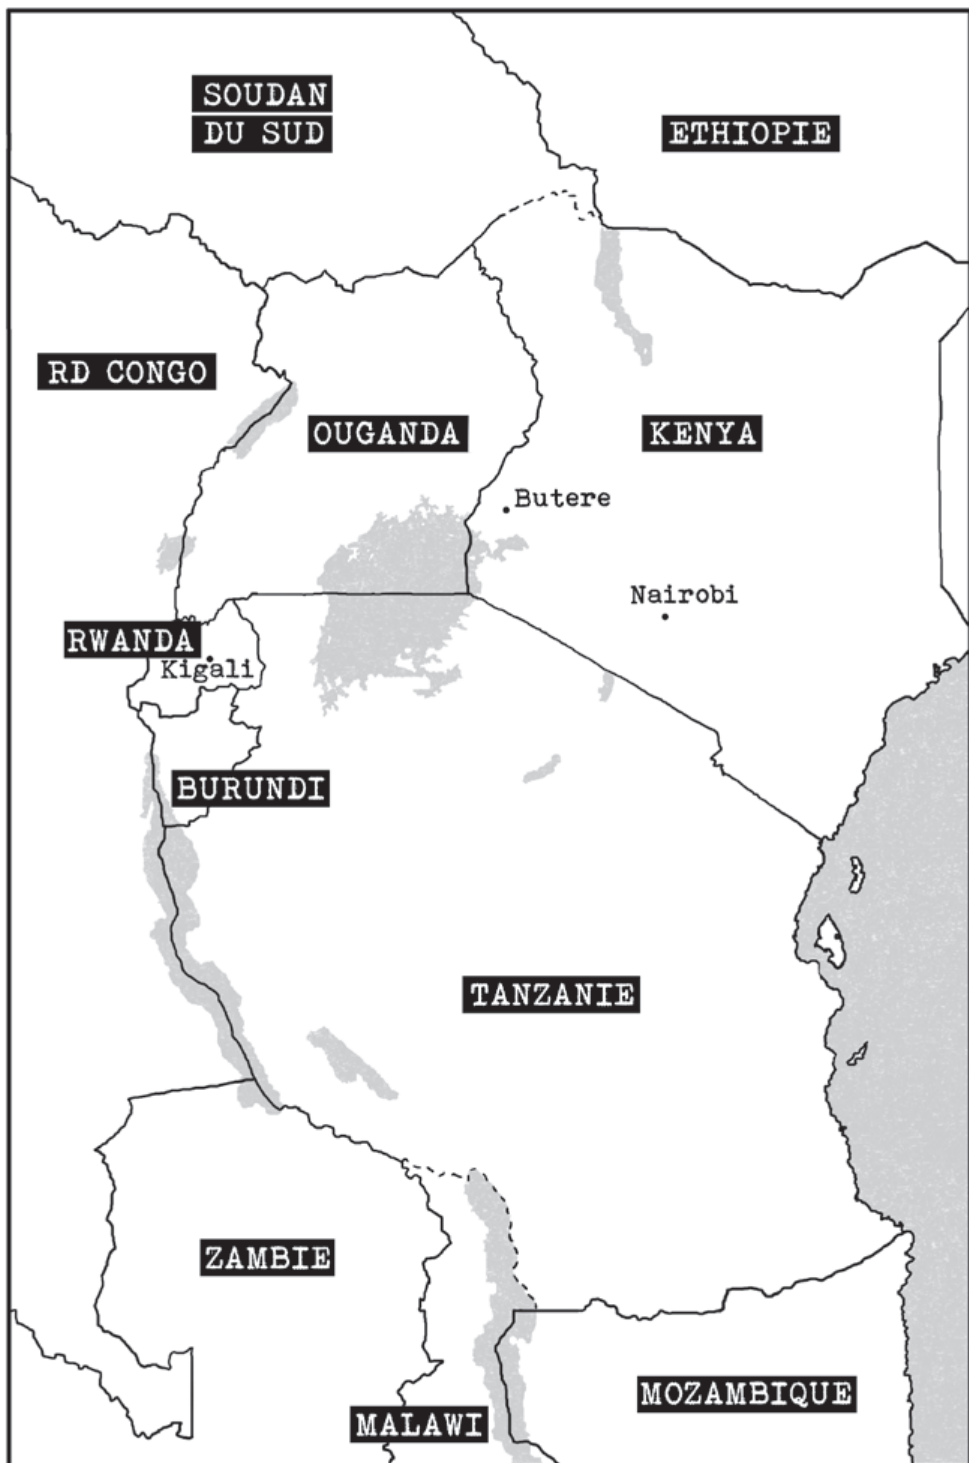 SOUDAN
DU SUD
ETHIOPIE
RD CONGO
OUGANDA
KENYA
Butere
Nairobi
RWANDA
Kigali
BURUNDI
TANZANIE
ZAMBIE
MOZAMBIQUE
MALAWI